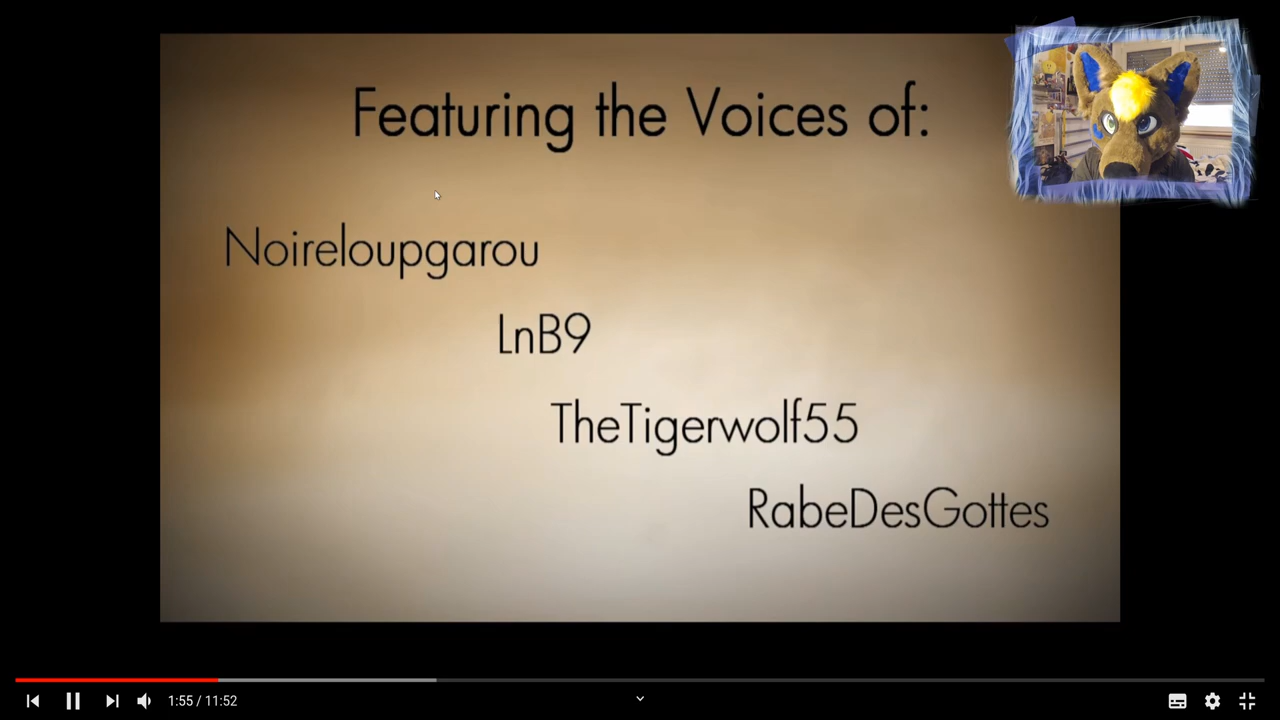 Featuring the Voices of:
Noireloupgarou
LnB9
TheTigerwolf55
RabeDesGottes
1:55 / 11:52